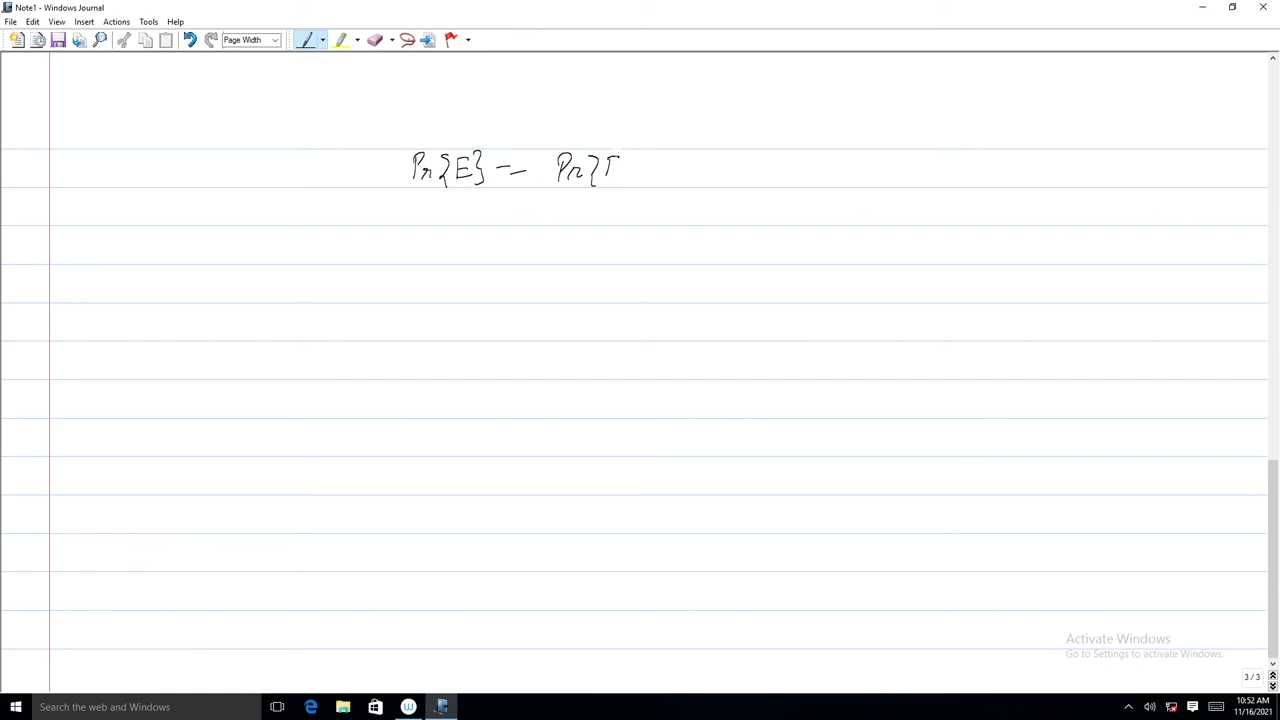 Note1 - Windows Journal
File Edit View Insert Actions Tools Help
Page Width
Pr{E} = Pr{
Activate Windows
Go to Settings to activate Windows.
3 / 3
Search the web and Windows
10:52 AM
11/16/2021